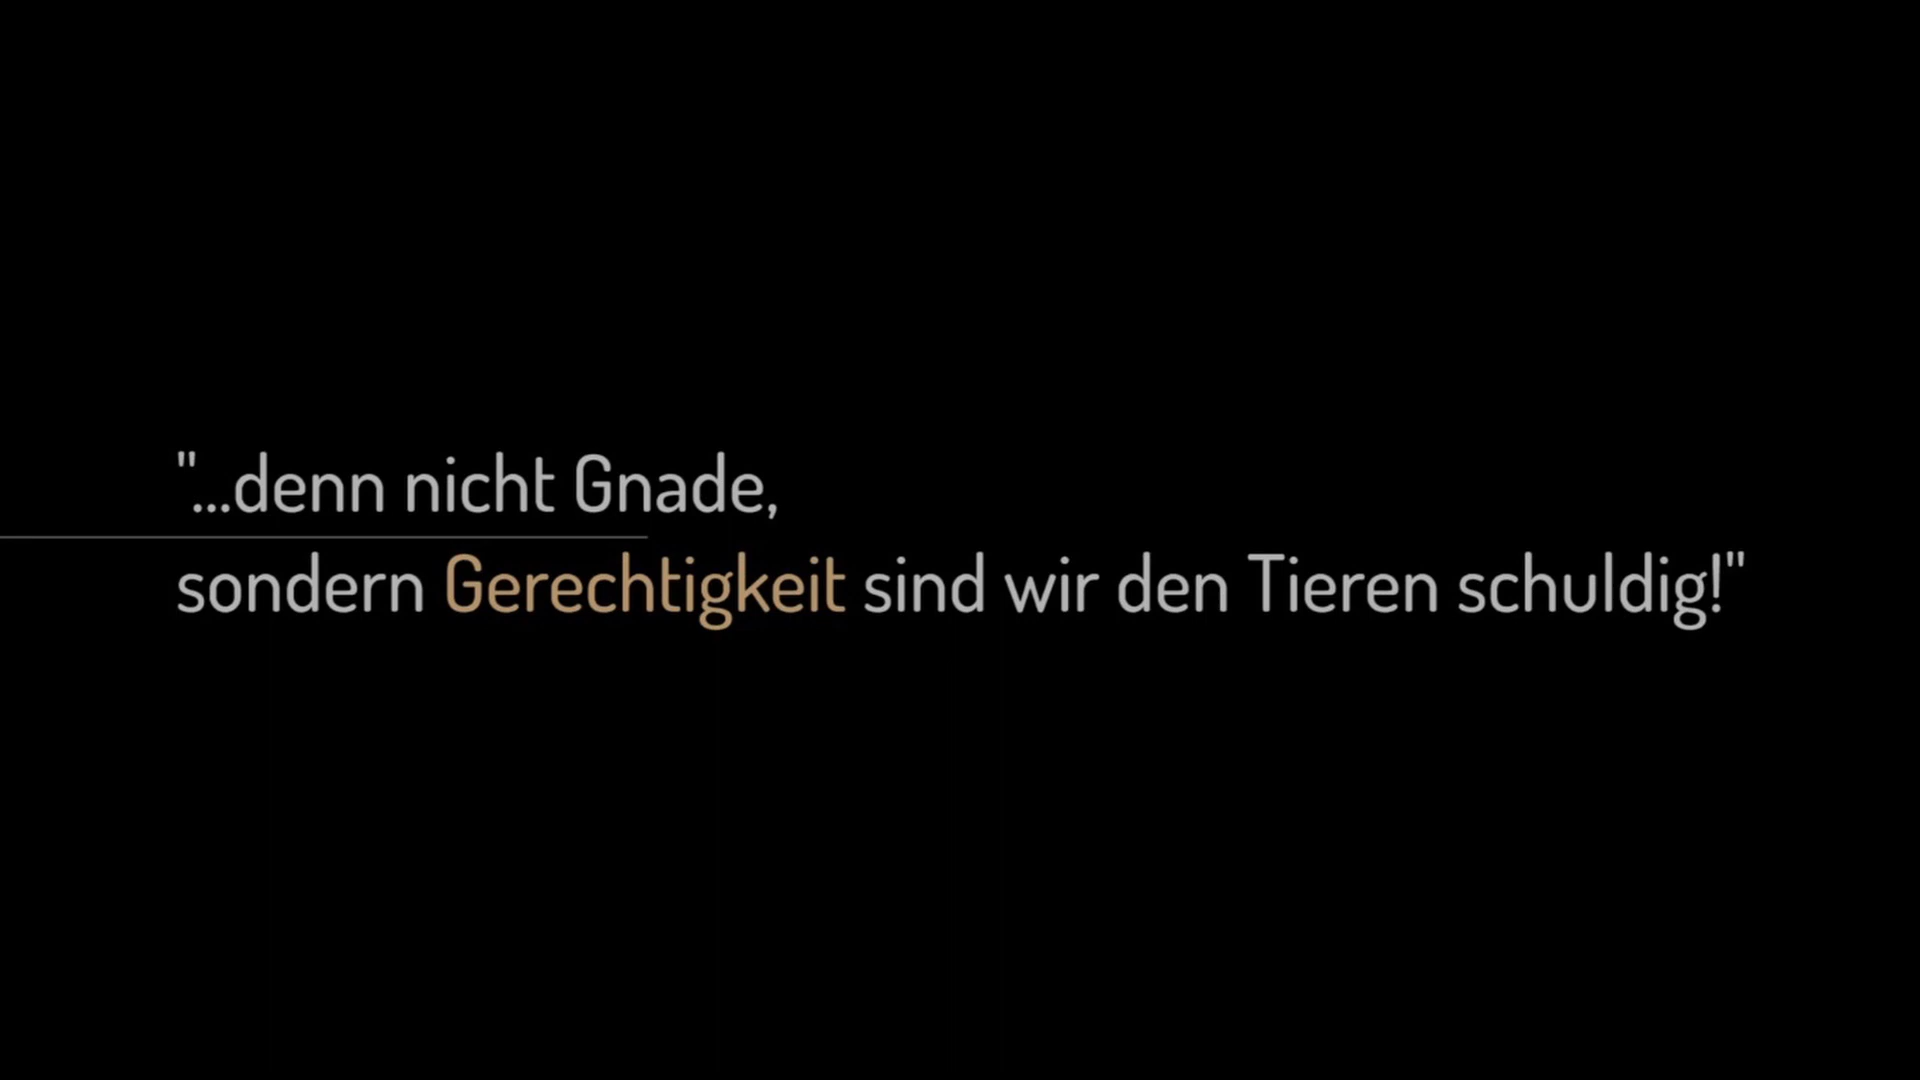 "...denn nicht Gnade,
sondern Gerechtigkeit sind wir den Tieren schuldig!"